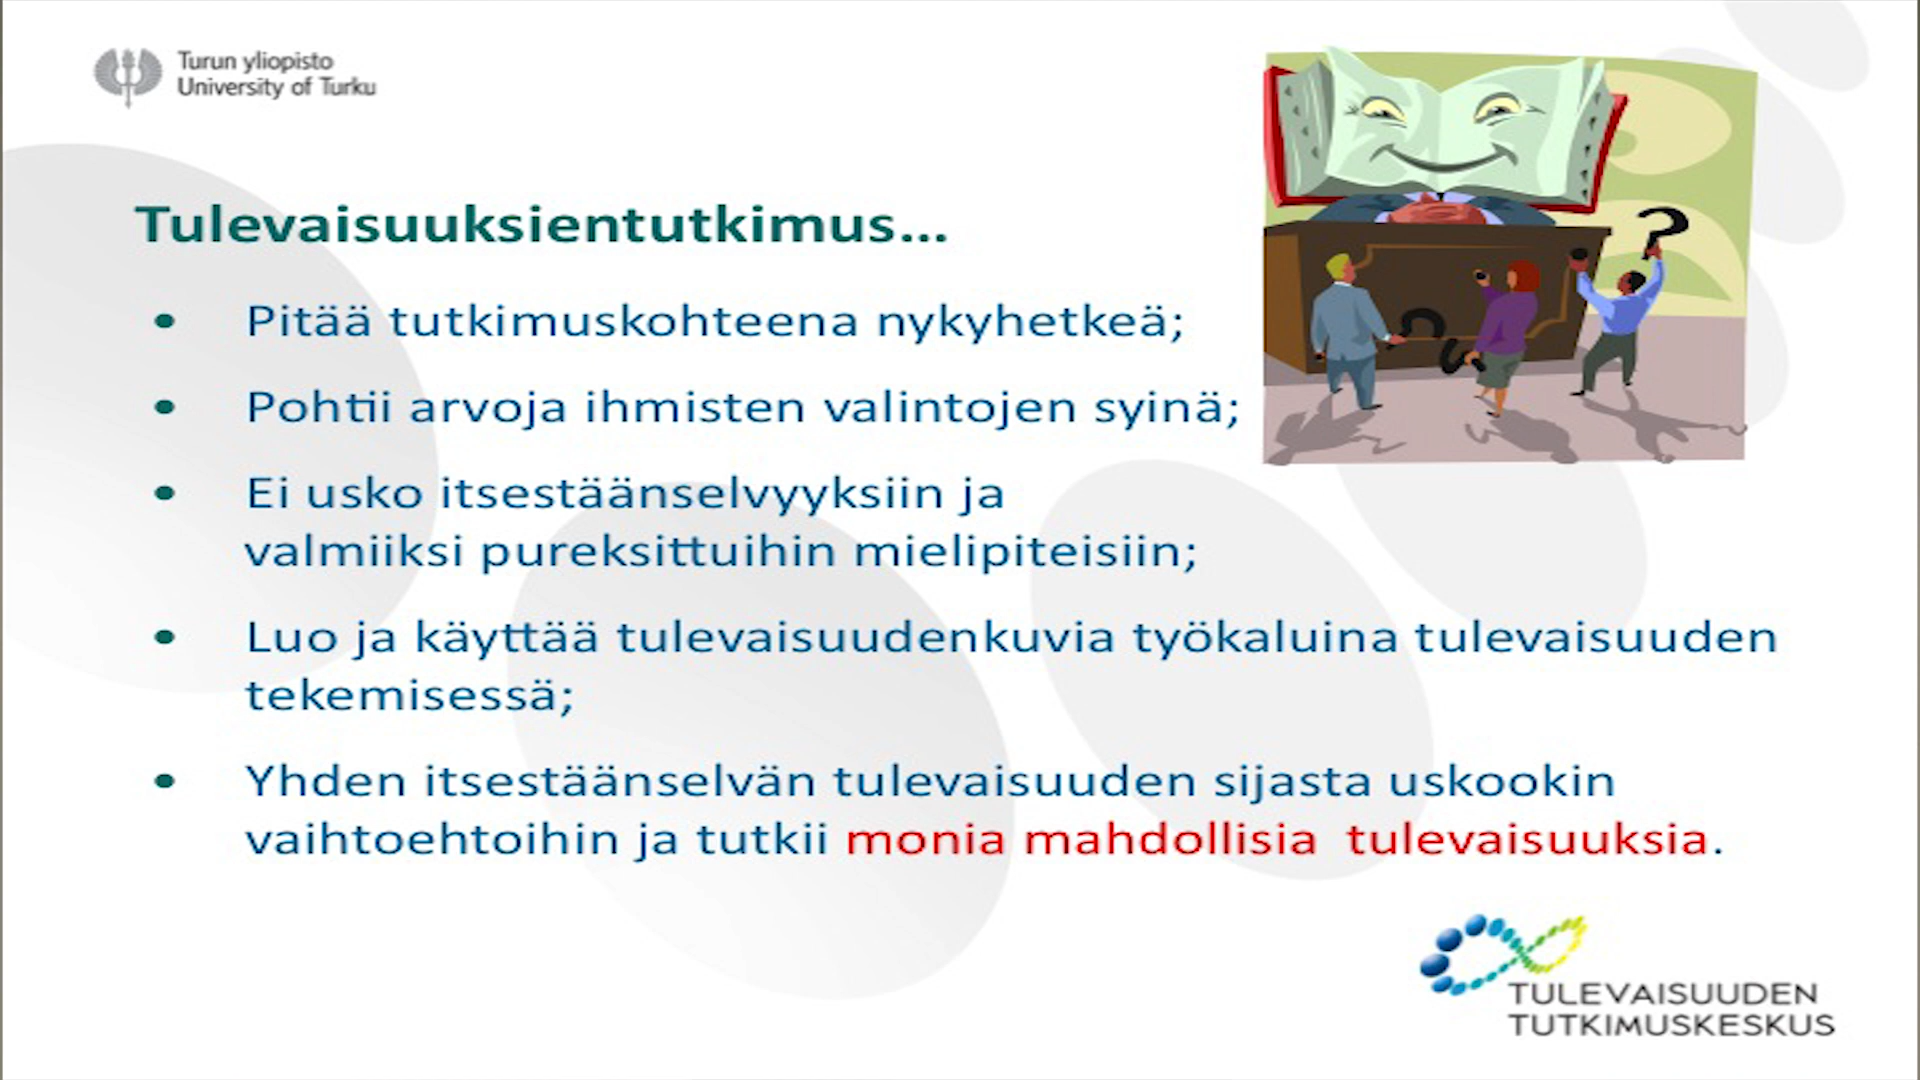 Turun yliopisto
University of Turku
Tulevaisuuksientutkimus...
• Pitää tutkimuskohteena nykyhetkeä;
• Pohtii arvoja ihmisten valintojen syinä;
• Ei usko itsestäänselvyyksiin ja
valmiiksi pureksittuihin mielipiteisiin;
• Luo ja käyttää tulevaisuudenkuvia työkaluina tulevaisuuden
tekemisessä;
• Yhden itsestäänselvän tulevaisuuden sijasta uskookin
vaihtoehtoihin ja tutkii monia mahdollisia tulevaisuuksia.
TULEVAISUUDEN
TUTKIMUSKESKUS